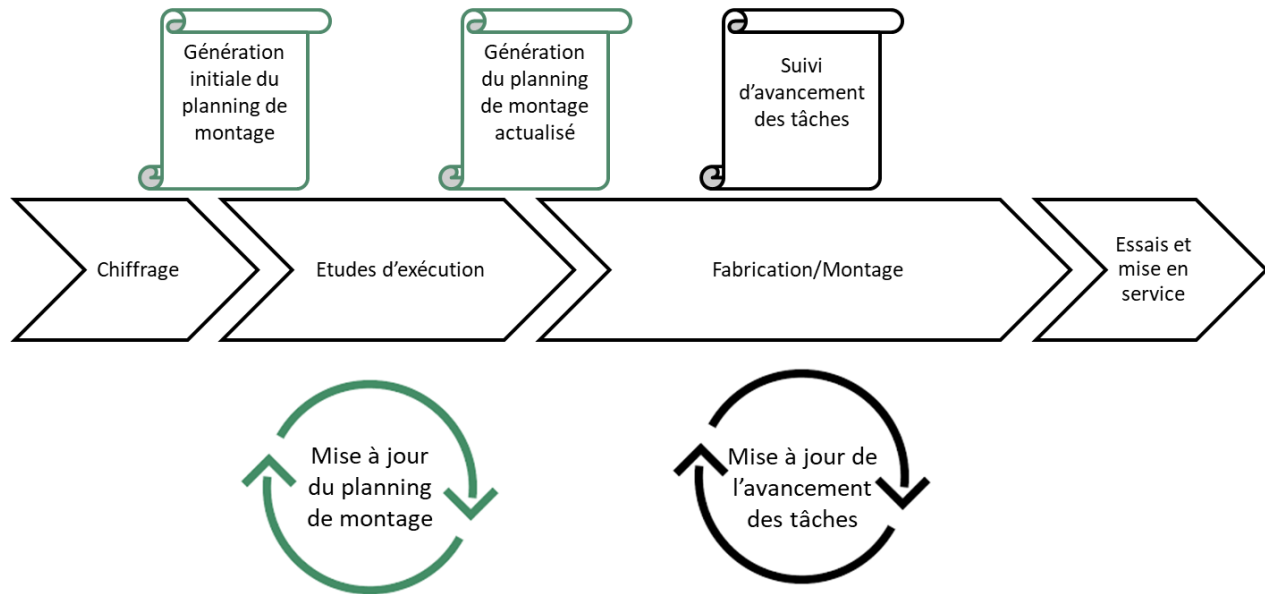 Génération
initiale du
planning de
montage
Génération
du planning
de montage
actualisé
Suivi
d’avancement
des tâches
Chiffrage
Etudes d’exécution
Fabrication/Montage
Essais et
mise en
service
Mise à jour
du planning
de montage
Mise à jour de
l’avancement
des tâches